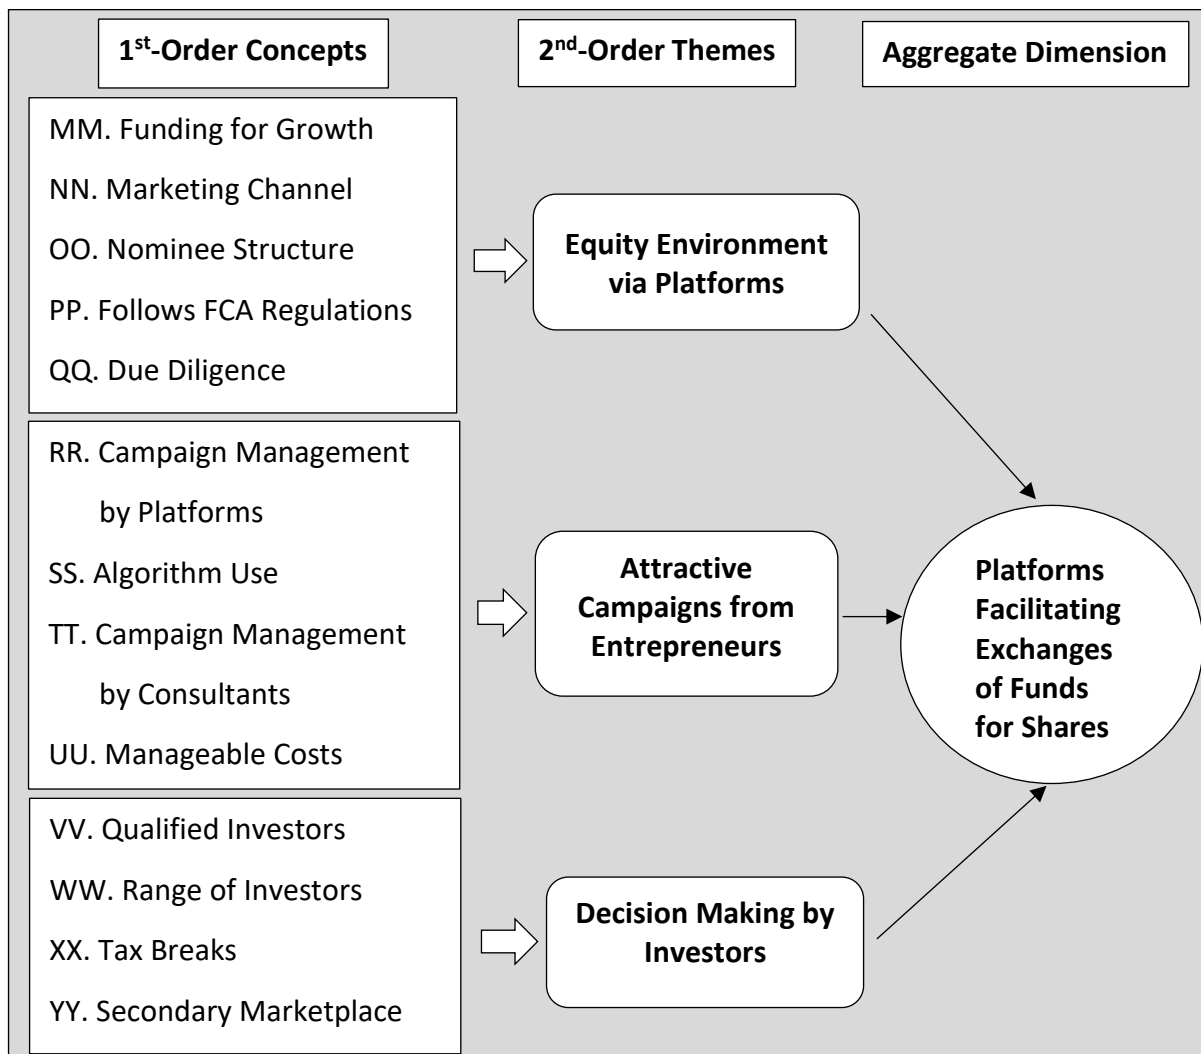 1st-Order Concepts
2nd-Order Themes
Aggregate Dimension
MM. Funding for Growth
NN. Marketing Channel
OO. Nominee Structure
PP. Follows FCA Regulations
QQ. Due Diligence
Equity Environment
via Platforms
RR. Campaign Management
by Platforms
SS. Algorithm Use
TT. Campaign Management
by Consultants
UU. Manageable Costs
Attractive
Campaigns from
Entrepreneurs
VV. Qualified Investors
WW. Range of Investors
XX. Tax Breaks
YY. Secondary Marketplace
Decision Making by
Investors
Platforms
Facilitating
Exchanges
of Funds
for Shares